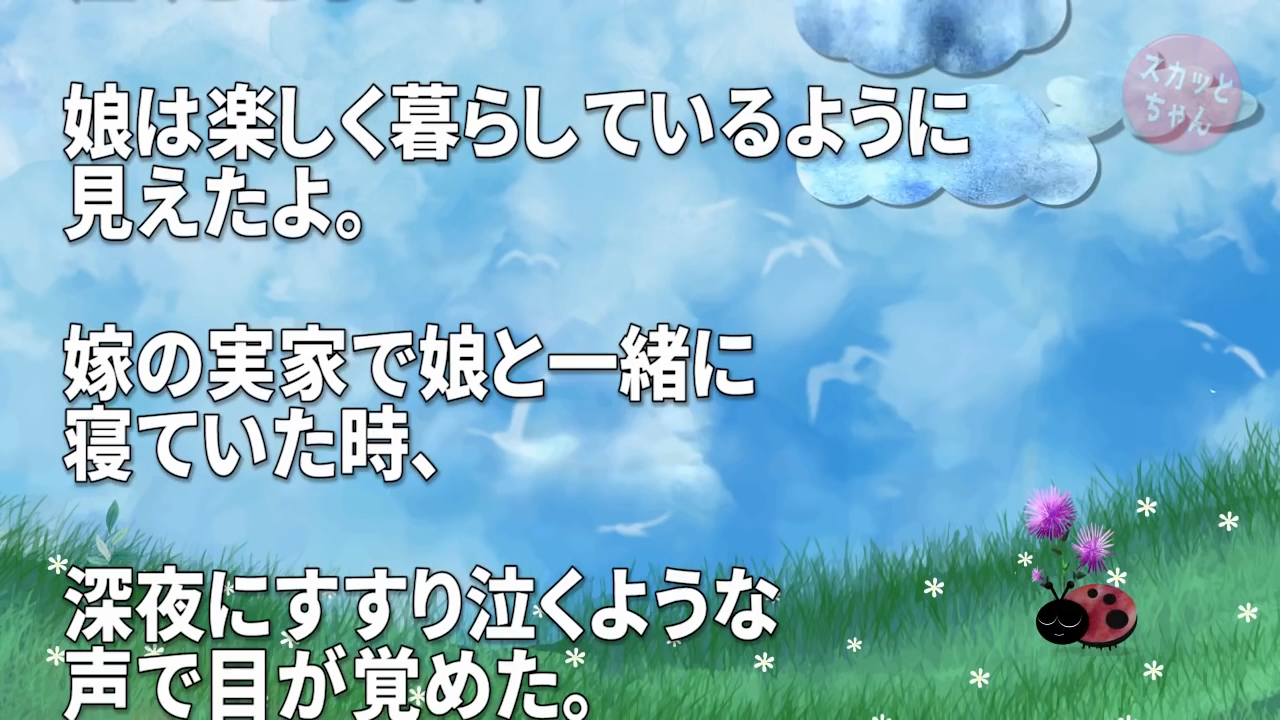 スカッと
ちゃん
娘は楽しく暮らしているように
見えたよ。
嫁の実家で娘と一緒に
寝ていた時、
深夜にすすり泣くような
声で目が覚めた。